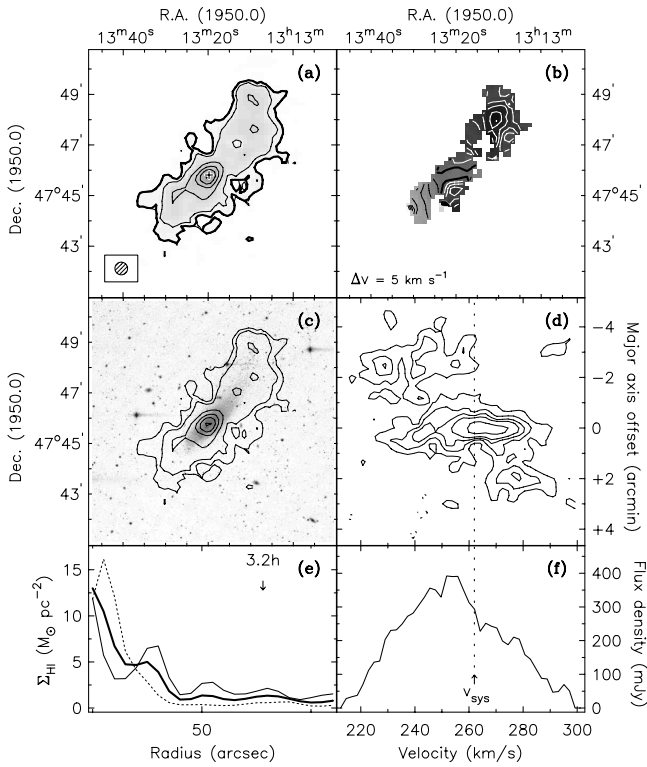 R.A. (1950.0) R.A. (1950.0)
13ᵐ40ˢ 13ᵐ20ˢ 13ʰ13ᵐ 13ᵐ40ˢ 13ᵐ20ˢ 13ʰ13ᵐ
(a) (b)
49'
47'
47°45'
43'
Dec. (1950.0)
49'
47'
47°45'
43'
ΔV = 5 km s⁻¹
(c) (d)
49'
47'
47°45'
43'
Dec. (1950.0)
−4
−2
0
+2
+4
Major axis offset (arcmin)
(e) (f)
3.2h
15
10
5
0
Σ_HI (M_⊙ pc⁻²)
50
Radius (arcsec)
400
300
200
100
0
Flux density (mJy)
V_sys
220 240 260 280 300
Velocity (km/s)